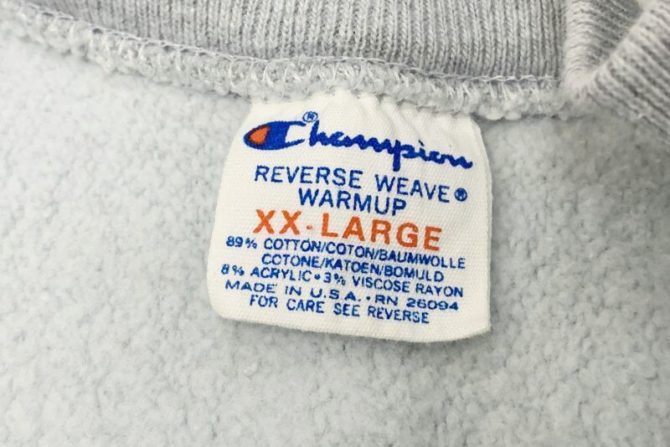 ®Champion
REVERSE WEAVE®
WARMUP
XX-LARGE
89% COTTON/COTON/BAUMWOLLE
COTONE/KATOEN/BOMULD
8% ACRYLIC•3% VISCOSE RAYON
MADE IN U.S.A.•RN 26094
FOR CARE SEE REVERSE